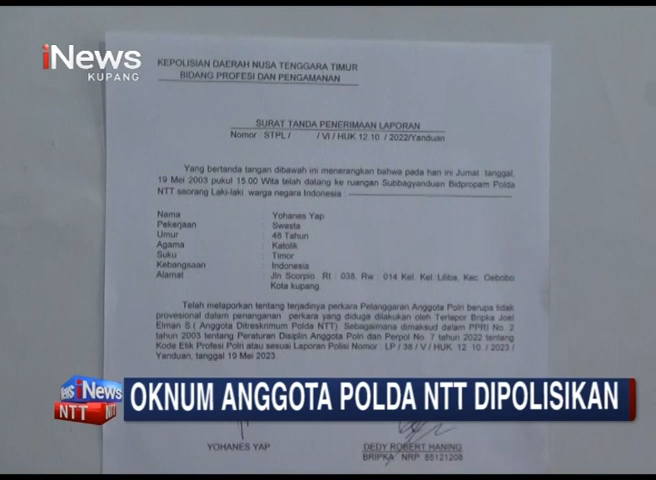 iNews
KUPANG
KEPOLISIAN DAERAH NUSA TENGGARA TIMUR
BIDANG PROFESI DAN PENGAMANAN
SURAT TANDA PENERIMAAN LAPORAN
Nomor STPL / / VI / HUK 12.10. / 2022/Yanduan
Yang bertanda tangan dibawah ini menerangkan bahwa pada hari ini Jumat tanggal,
19 Mei 2003 pukul 15.00 Wita telah datang ke ruangan Subbagyanduan Bidpropam Polda
NTT seorang Laki-laki warga negara Indonesia :
Nama : Yohanes Yap
Pekerjaan : Swasta
Umur : 48 Tahun
Agama : Katolik
Suku : Timor
Kebangsaan : Indonesia
Alamat : Jln Scorpio Rt : 038, Rw : 014 Kel. Kel. Liliba, Kec. Oebobo
Kota kupang.
Telah melaporkan tentang terjadinya perkara Pelanggaran Anggota Polri berupa tidak
provesional dalam penanganan perkara yang diduga dilakukan oleh Terlapor Bripka Joel
Elman S ( Anggota Ditreskrimum Polda NTT). Sebagaimana dimaksud dalam PPRI No. 2
tahun 2003 tentang Peraturan Disiplin Anggota Polri dan Perpol No. 7 tahun 2022 tentang
Kode Etik Profesi Polri atau sesuai Laporan Polisi Nomor : LP / 38 / V / HUK 12. 10. / 2023 /
Yanduan, tanggal 19 Mei 2023.
iNews
NEWS
NTT
NTT
OKNUM ANGGOTA POLDA NTT DIPOLISIKAN
YOHANES YAP
DEDY ROBERT HANING
BRIPKA NRP 85121208